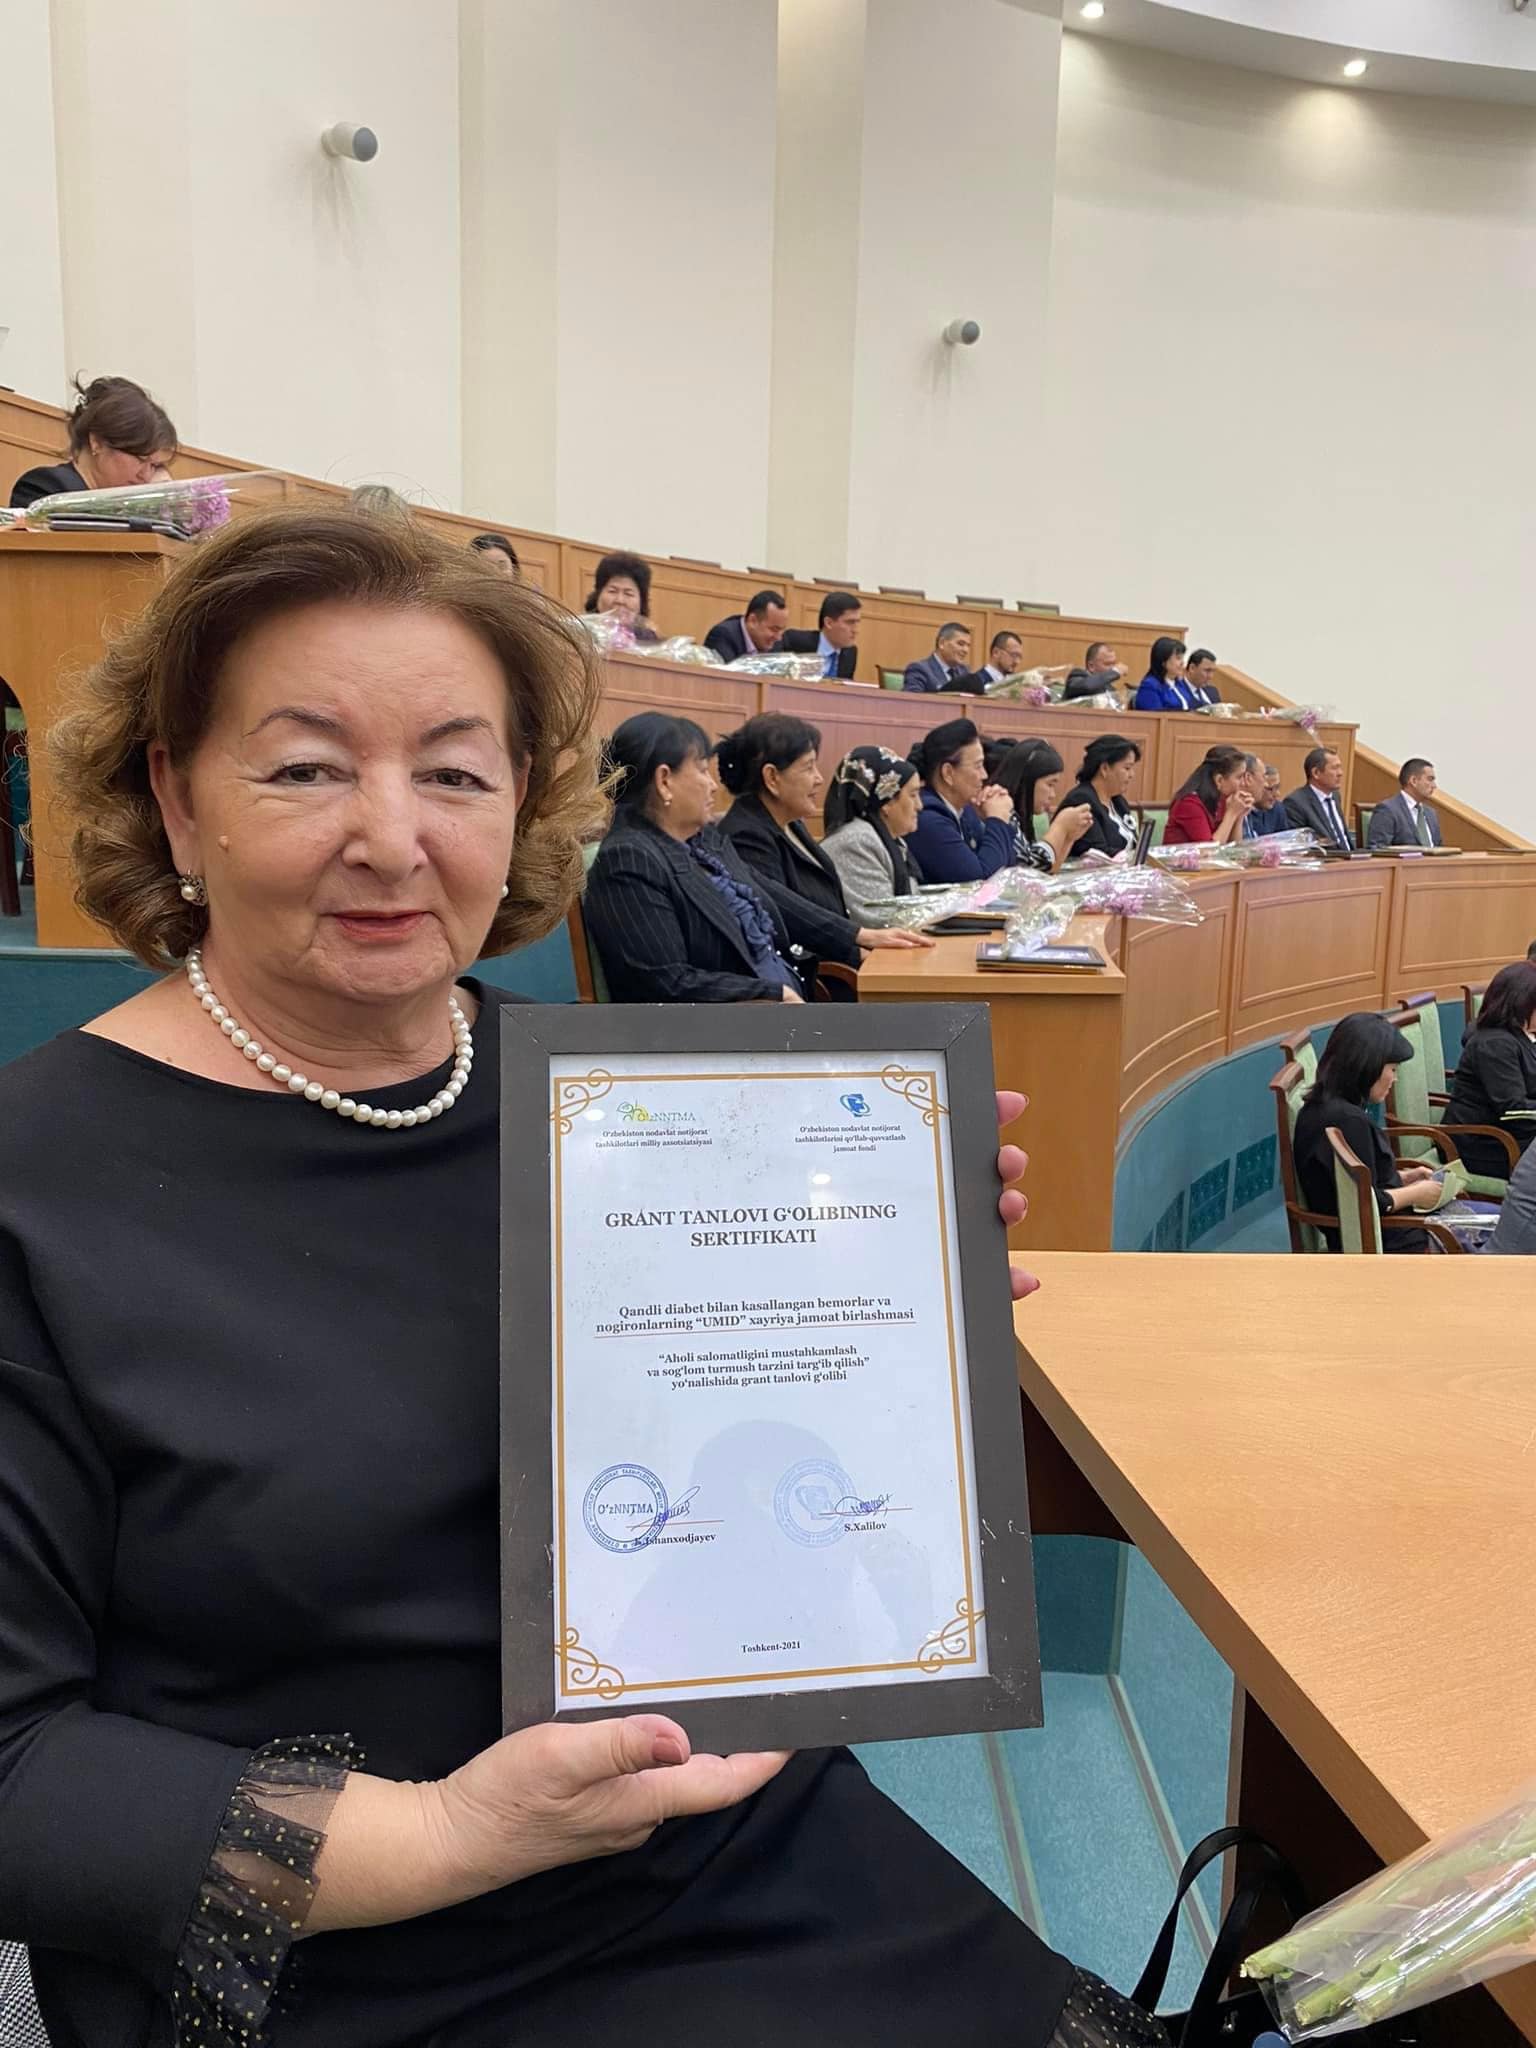 O'zNNTMA
O'zbekiston nodavlat notijorat
tashkilotlari milliy assotsiatsiyasi
O'zbekiston nodavlat notijorat
tashkilotlarini qo'llab-quvvatlash
jamoat fondi
GRANT TANLOVI G‘OLIBINING
SERTIFIKATI
Qandli diabet bilan kasallangan bemorlar va
nogironlarning “UMID” xayriya jamoat birlashmasi
“Aholi salomatligini mustahkamlash
va sog‘lom turmush tarzini targ‘ib qilish”
yo‘nalishida grant tanlovi g‘olibi
O‘zNNTMA
K.Ishanxodjayev
S.Xalilov
Toshkent-2021